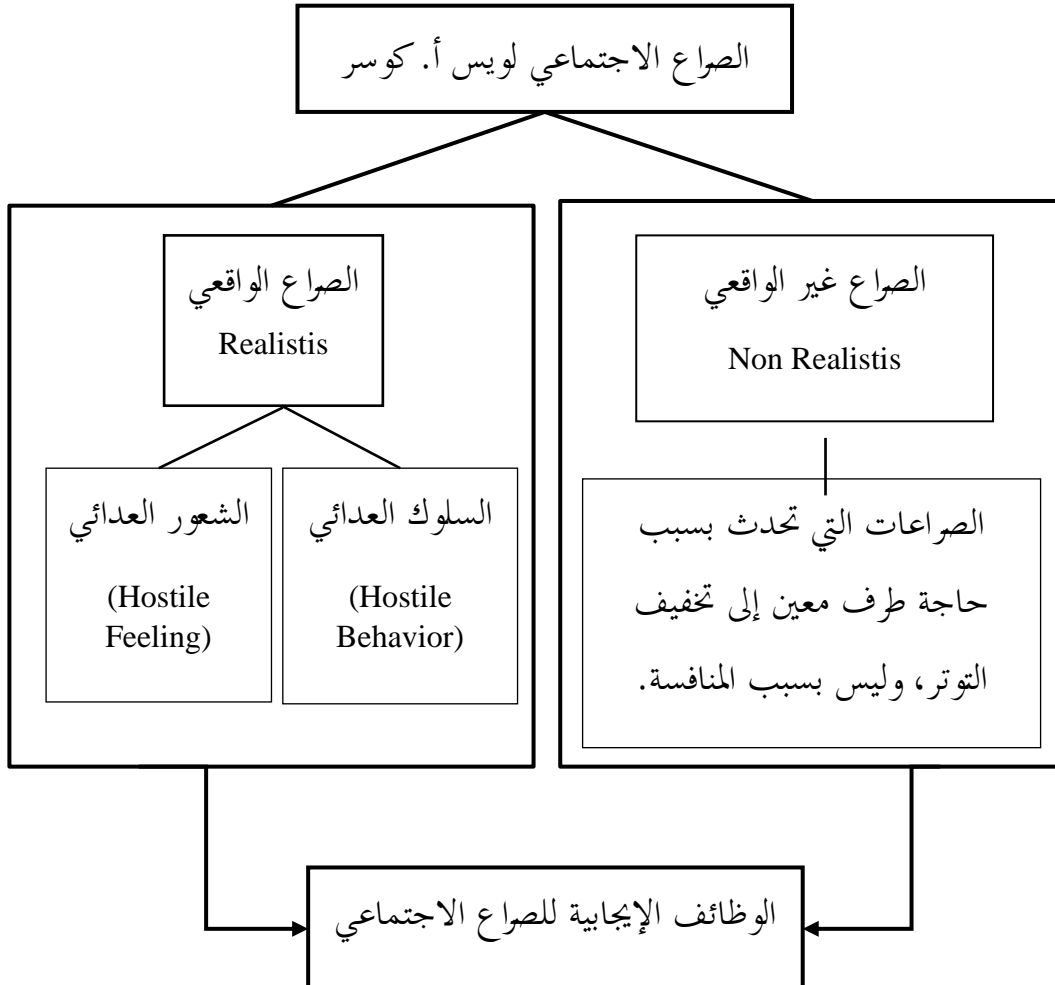 الصراع الاجتماعي لويس أ. كوسر
الصراع غير الواقعي
Non Realistis
الصراعات التي تحدث بسبب
حاجة طرف معين إلى تخفيف
التوتر، وليس بسبب المنافسة.
الصراع الواقعي
Realistis
السلوك العدائي
(Hostile
Behavior)
الشعور العدائي
(Hostile
Feeling)
الوظائف الإيجابية للصراع الاجتماعي